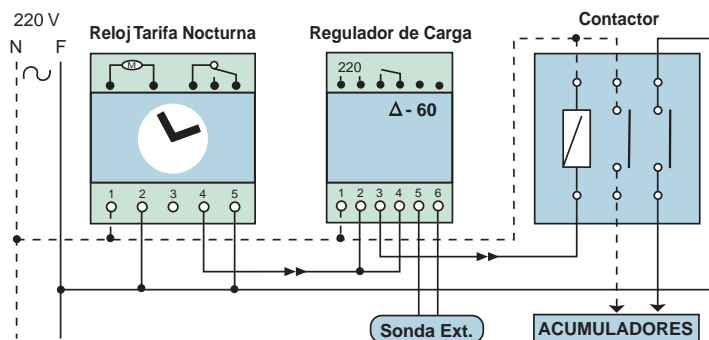 220 V
N F
Reloj Tarifa Nocturna
Regulador de Carga
Contactor
M
220
Δ - 60
1 2 3 4 5
1 2 3 4 5 6
Sonda Ext.
ACUMULADORES